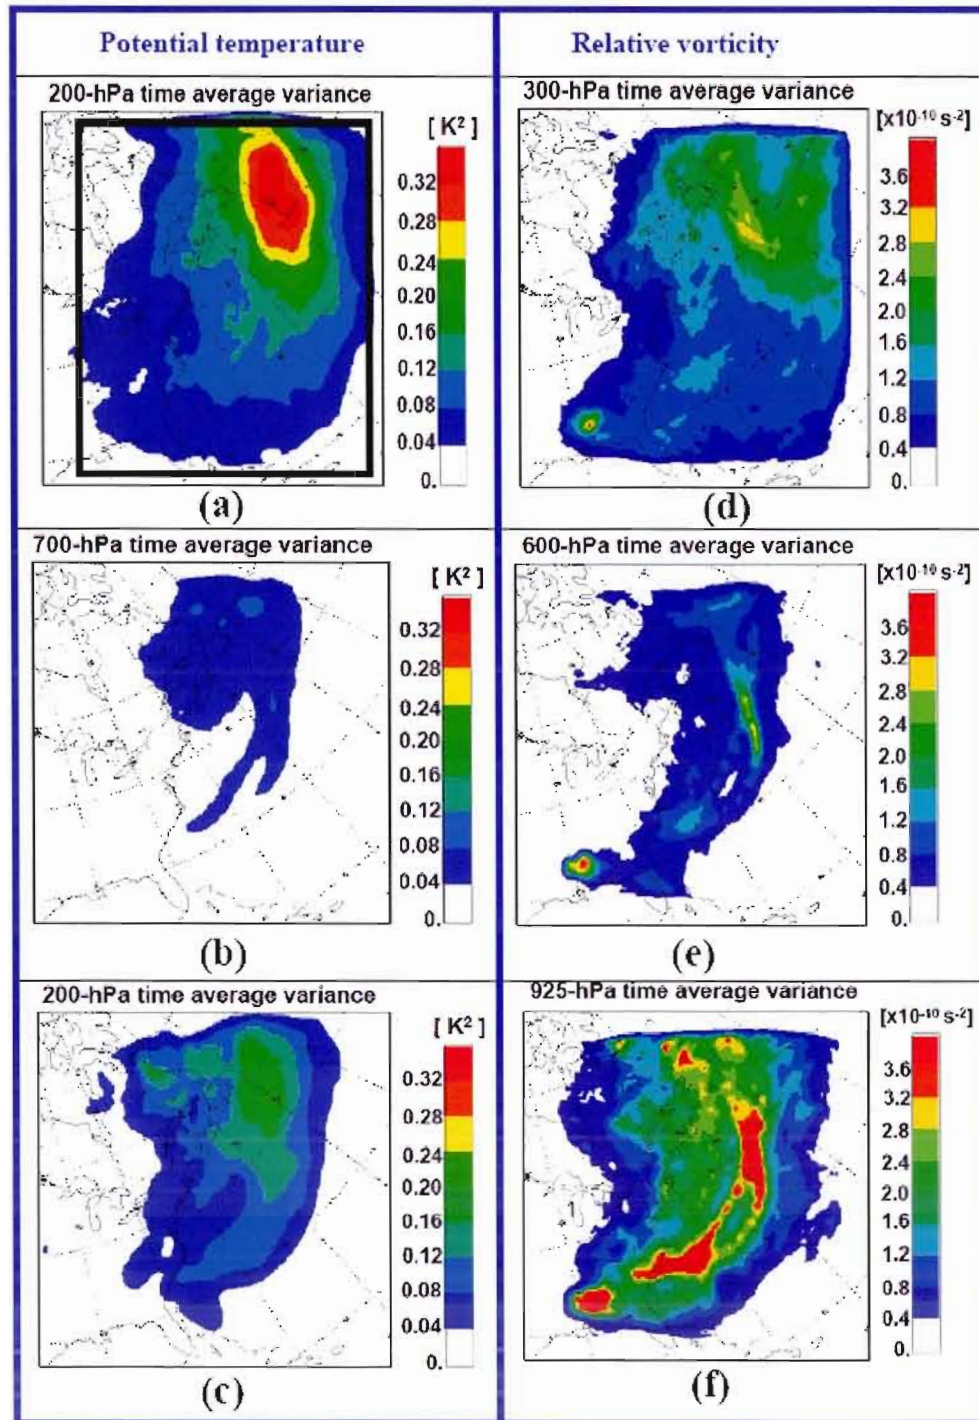 Potential temperature
Relative vorticity
200-hPa time average variance
[ K² ]
0.32
0.28
0.24
0.20
0.16
0.12
0.08
0.04
0.
(a)
300-hPa time average variance
[x10⁻¹⁰ s⁻²]
3.6
3.2
2.8
2.4
2.0
1.6
1.2
0.8
0.4
0.
(d)
700-hPa time average variance
[ K² ]
0.32
0.28
0.24
0.20
0.16
0.12
0.08
0.04
0.
(b)
600-hPa time average variance
[x10⁻¹⁰ s⁻²]
3.6
3.2
2.8
2.4
2.0
1.6
1.2
0.8
0.4
0.
(e)
200-hPa time average variance
[ K² ]
0.32
0.28
0.24
0.20
0.16
0.12
0.08
0.04
0.
(c)
925-hPa time average variance
[x10⁻¹⁰ s⁻²]
3.6
3.2
2.8
2.4
2.0
1.6
1.2
0.8
0.4
0.
(f)